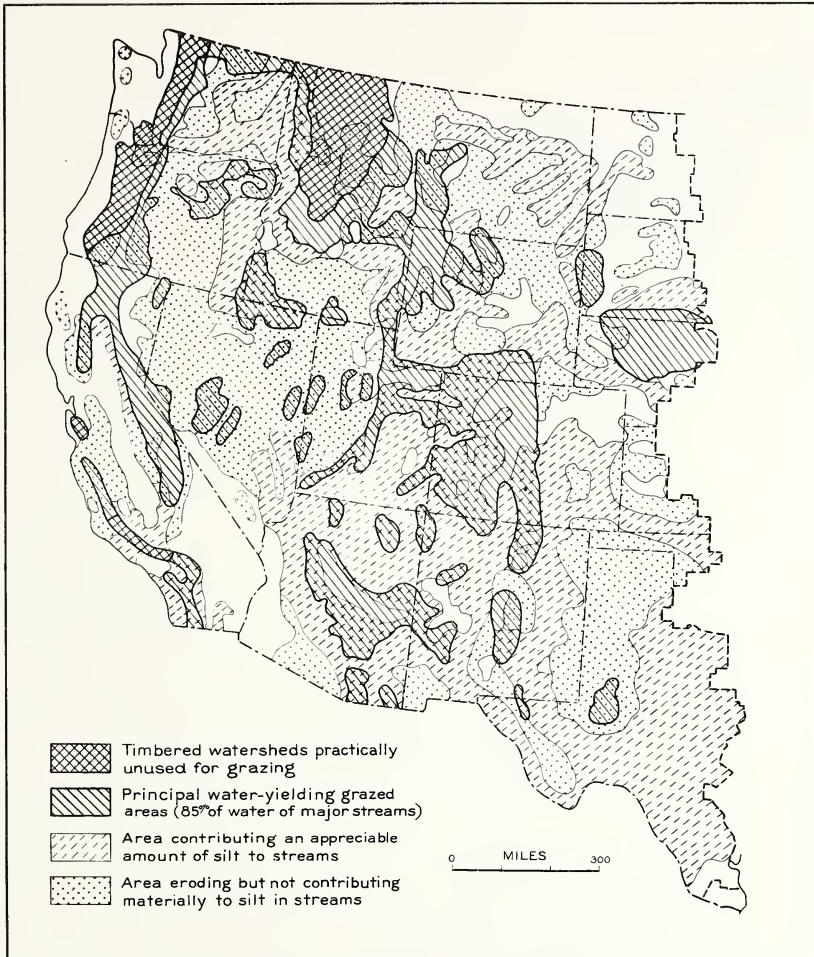 Timbered watersheds practically
unused for grazing
Principal water-yielding grazed
areas (85% of water of major streams)
Area contributing an appreciable
amount of silt to streams
Area eroding but not contributing
materially to silt in streams
0 MILES 300